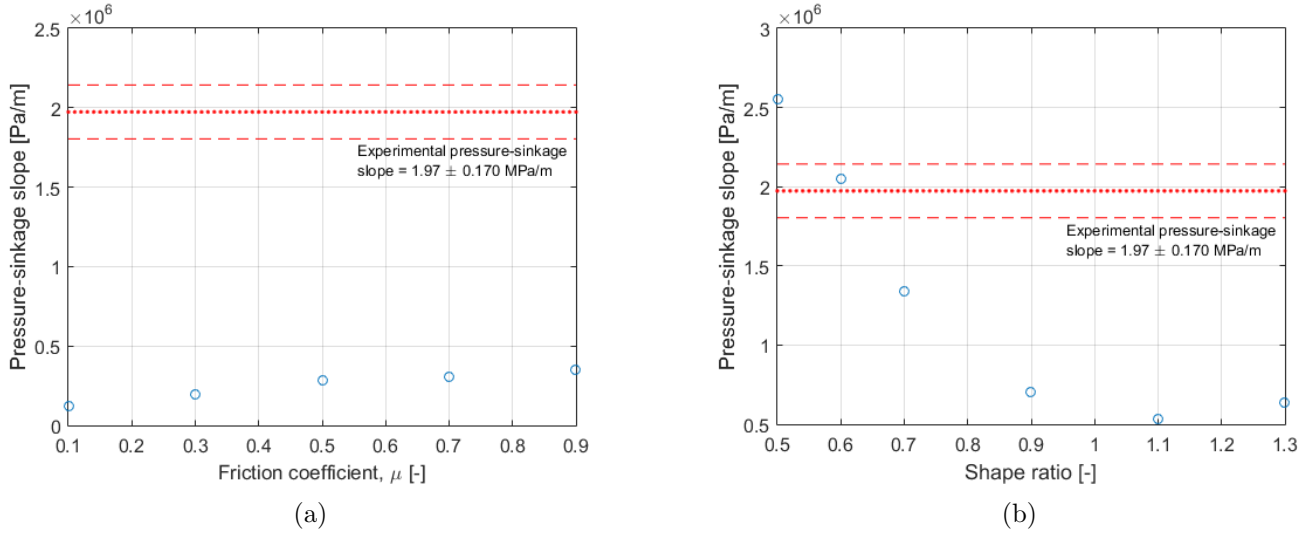 ×10⁶
2.5
2
1.5
1
0.5
0
Pressure-sinkage slope [Pa/m]
Experimental pressure-sinkage
slope = 1.97 ± 0.170 MPa/m
0.1 0.2 0.3 0.4 0.5 0.6 0.7 0.8 0.9
Friction coefficient, μ [-]
(a)
×10⁶
3
2.5
2
1.5
1
0.5
Pressure-sinkage slope [Pa/m]
Experimental pressure-sinkage
slope = 1.97 ± 0.170 MPa/m
0.5 0.6 0.7 0.8 0.9 1 1.1 1.2 1.3
Shape ratio [-]
(b)